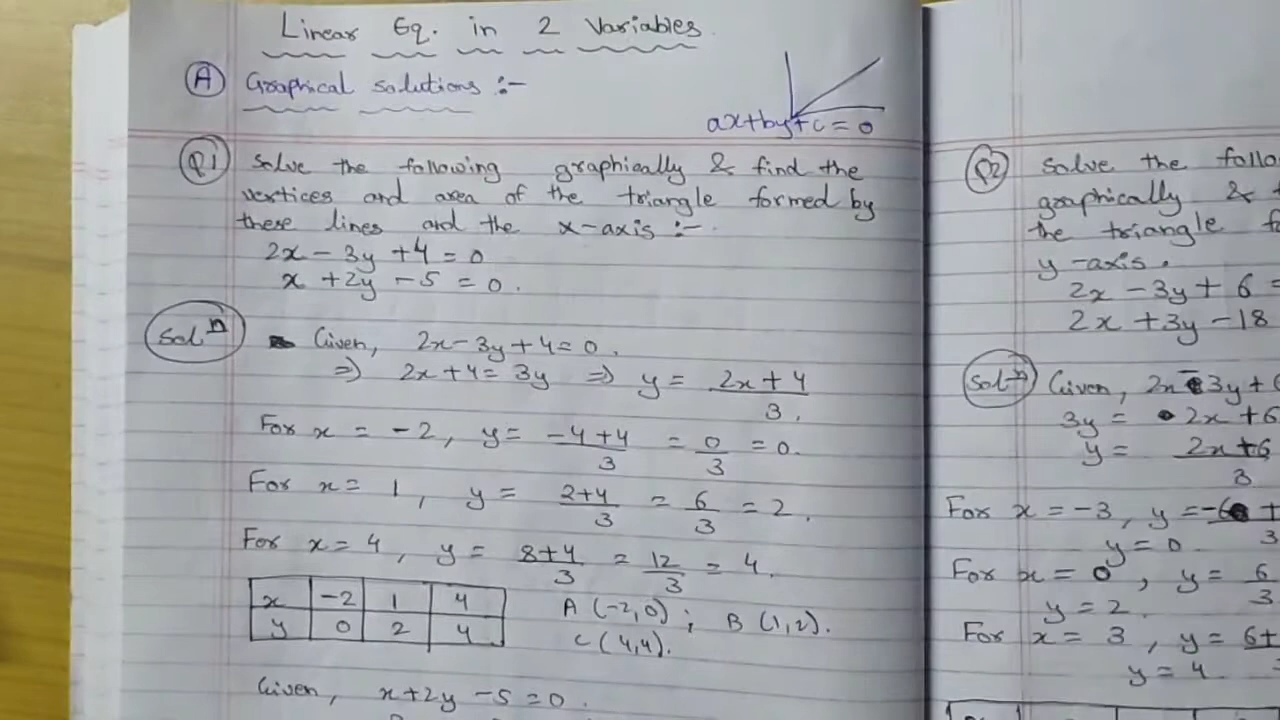 Linear Eq. in 2 Variables
A Graphical solutions :-
ax+by+c=0
Q1 Solve the following graphically & find the
vertices and area of the triangle formed by
these lines and the x-axis :-
2x - 3y + 4 = 0
x + 2y - 5 = 0.
Solⁿ Given, 2x-3y+4=0.
⇒ 2x+4=3y ⇒ y = 2x+4/3.
For x = -2, y = -4+4/3 = 0/3 = 0.
For x = 1, y = 2+4/3 = 6/3 = 2.
For x = 4, y = 8+4/3 = 12/3 = 4.
x -2 1 4
y 0 2 4
A (-2,0) ; B (1,2).
C (4,4).
Given, x+2y-5=0.
Q2 Solve the
graphically &
the triangle
y-axis.
2x - 3y + 6 =
2x + 3y - 18
Solⁿ Given, 2x-3y+
3y = 2x+6
y = 2x+6/3
For x = -3, y = -6+/3
y = 0.
For x = 0, y = 6/3
y = 2.
For x = 3, y = 6+/3
y = 4